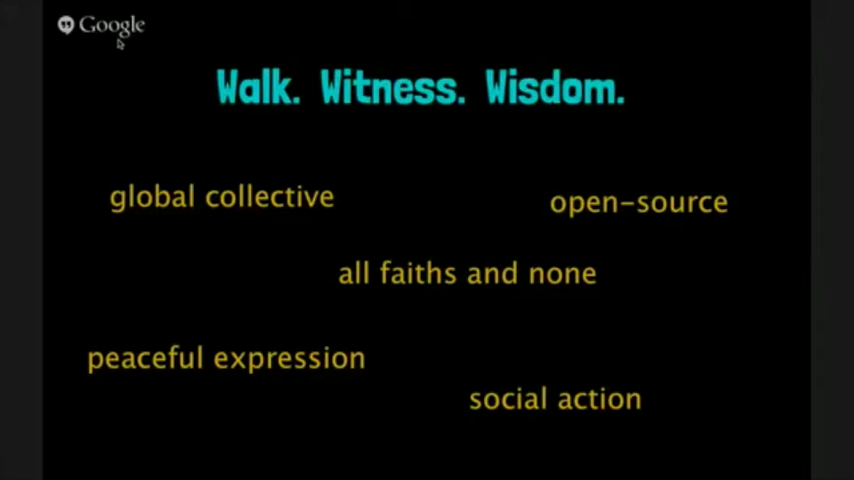 Google
Walk. Witness. Wisdom.
global collective
open-source
all faiths and none
peaceful expression
social action